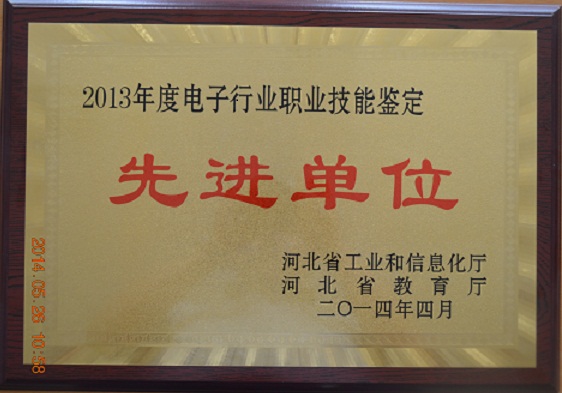 2013年度电子行业职业技能鉴定
先进单位
河北省工业和信息化厅
河北省教育厅
二〇一四年四月
2014.05.26 10:58